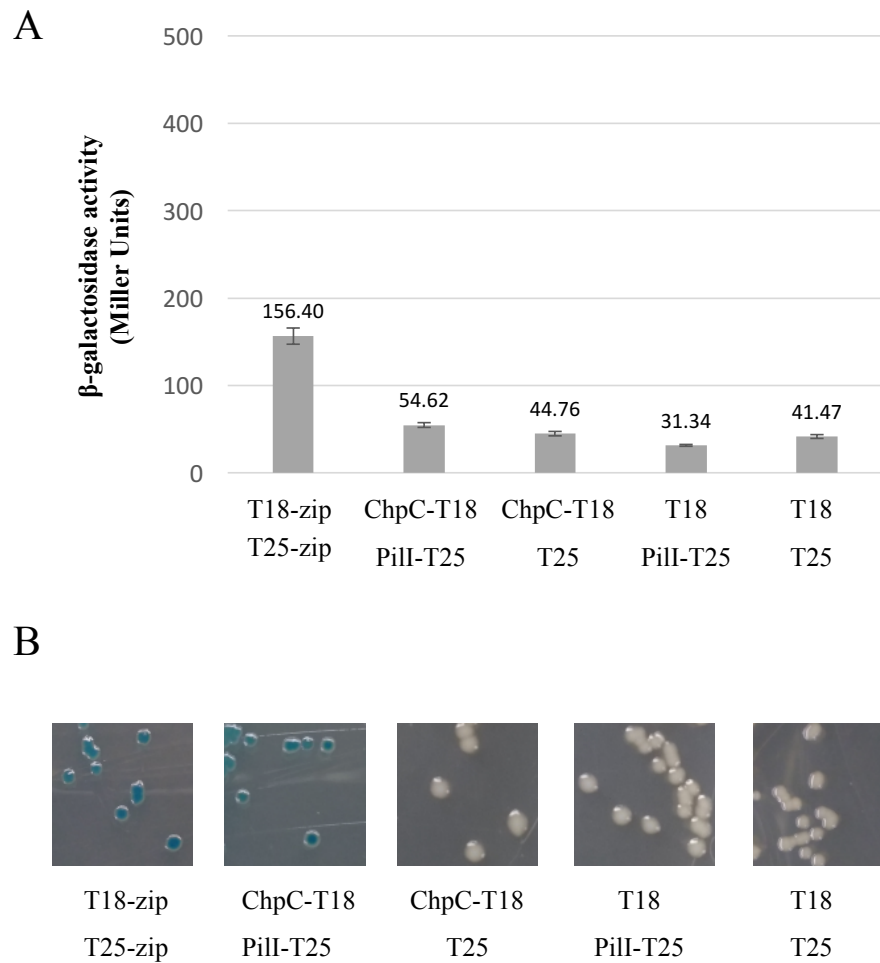 A
β-galactosidase activity
(Miller Units)
500
400
300
200
100
0
156.40
54.62
44.76
31.34
41.47
T18-zip ChpC-T18 ChpC-T18 T18 T18
T25-zip PilI-T25 T25 PilI-T25 T25
B
T18-zip ChpC-T18 ChpC-T18 T18 T18
T25-zip PilI-T25 T25 PilI-T25 T25